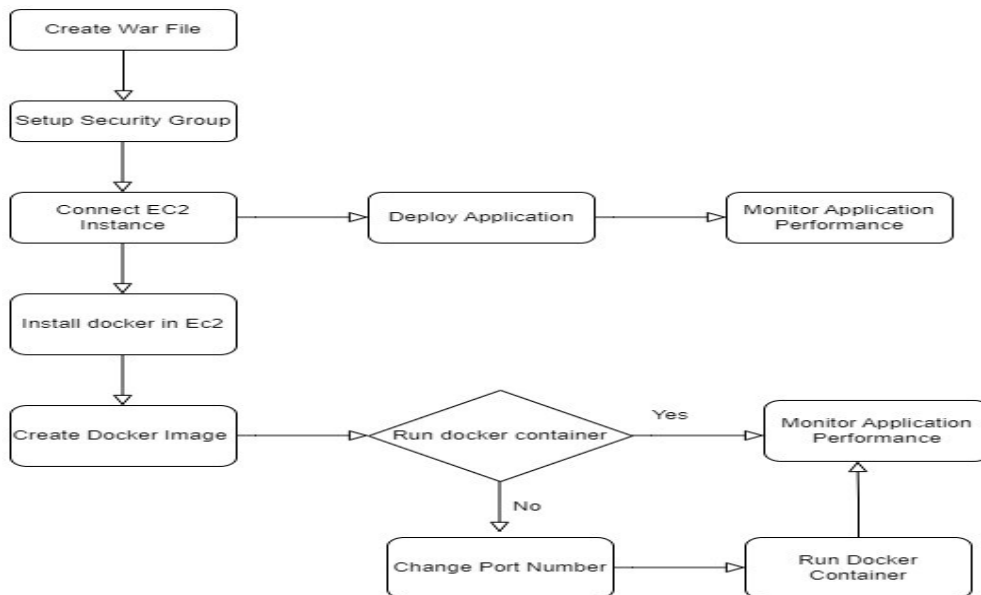 Create War File
Setup Security Group
Connect EC2
Instance
Deploy Application
Monitor Application
Performance
Install docker in Ec2
Create Docker Image
Run docker container
Yes
Monitor Application
Performance
No
Change Port Number
Run Docker
Container